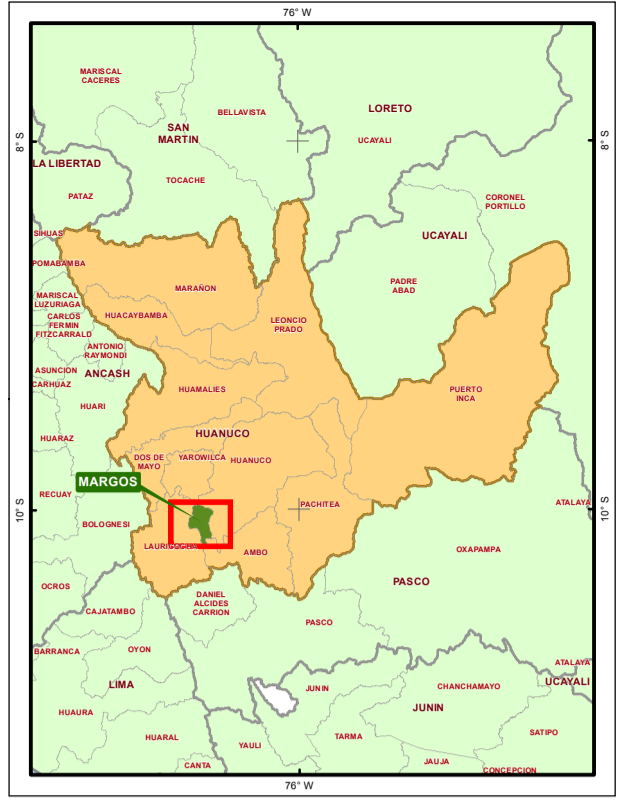 76° W
MARISCAL
CACERES
BELLAVISTA
LORETO
SAN
MARTIN
UCAYALI
8° S
8° S
LA LIBERTAD
TOCACHE
PATAZ
CORONEL
PORTILLO
SIHUAS
UCAYALI
POMABAMBA
PADRE
ABAD
MARAÑON
MARISCAL
LUZURIAGA
HUACAYBAMBA
CARLOS
FERMIN
FITZCARRALD
LEONCIO
PRADO
ANTONIO
RAYMONDI
ASUNCION
ANCASH
CARHUAZ
HUAMALIES
PUERTO
INCA
HUARI
HUANUCO
HUARAZ
DOS DE
MAYO
YAROWILCA
HUANUCO
MARGOS
RECUAY
PACHITEA
ATALAYA
10° S
10° S
BOLOGNESI
LAURICOCHA
AMBO
OXAPAMPA
PASCO
OCROS
DANIEL
ALCIDES
CARRION
CAJATAMBO
PASCO
BARRANCA
OYON
ATALAYA
UCAYALI
LIMA
JUNIN
CHANCHAMAYO
HUAURA
JUNIN
SATIPO
HUARAL
YAULI
TARMA
CANTA
JAUJA
CONCEPCION
76° W